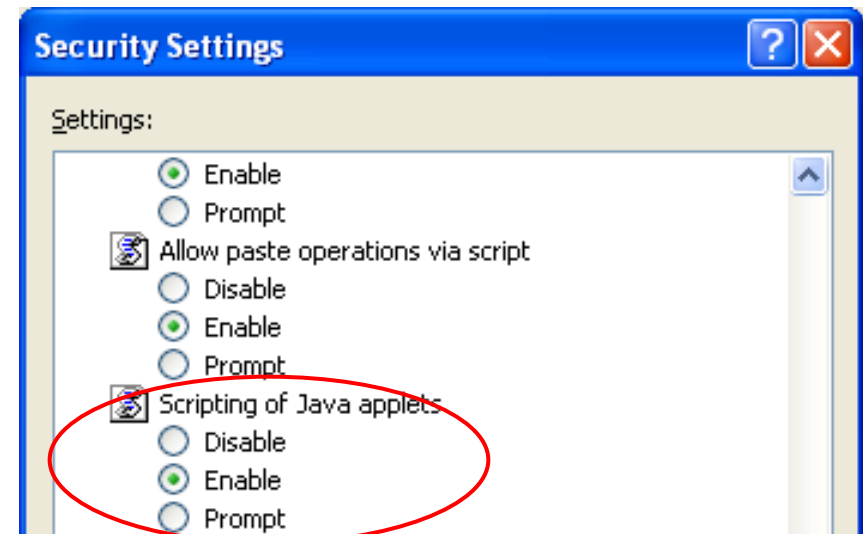 Security Settings
?
Settings:
Enable
Prompt
Allow paste operations via script
Disable
Enable
Prompt
Scripting of Java applets
Disable
Enable
Prompt